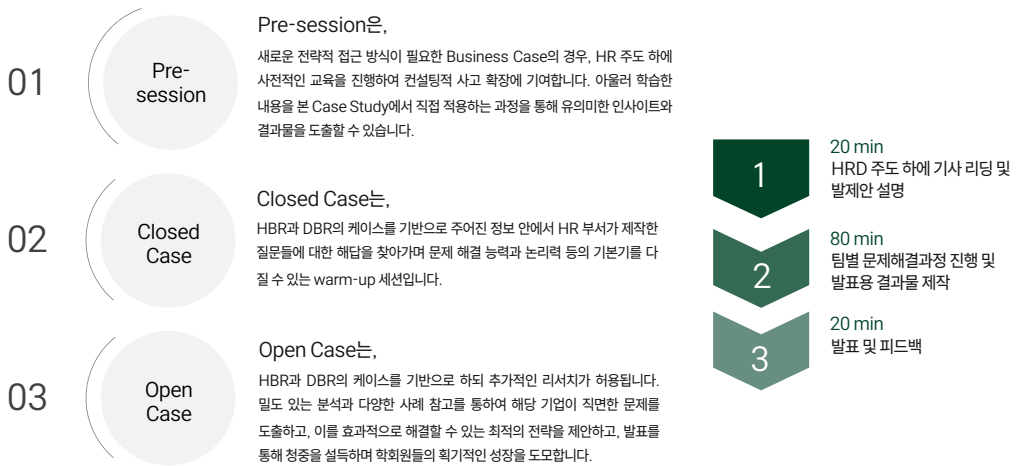 01
Pre-
session
Pre-session은,
새로운 전략적 접근 방식이 필요한 Business Case의 경우, HR 주도 하에
사전적인 교육을 진행하여 컨설팅적 사고 확장에 기여합니다. 아울러 학습한
내용을 본 Case Study에서 직접 적용하는 과정을 통해 유의미한 인사이트와
결과물을 도출할 수 있습니다.
02
Closed
Case
Closed Case는,
HBR과 DBR의 케이스를 기반으로 주어진 정보 안에서 HR 부서가 제작한
질문들에 대한 해답을 찾아가며 문제 해결 능력과 논리력 등의 기본기를 다
질 수 있는 warm-up 세션입니다.
03
Open
Case
Open Case는,
HBR과 DBR의 케이스를 기반으로 하되 추가적인 리서치가 허용됩니다.
밀도 있는 분석과 다양한 사례 참고를 통하여 해당 기업이 직면한 문제를
도출하고, 이를 효과적으로 해결할 수 있는 최적의 전략을 제안하고, 발표를
통해 청중을 설득하며 학회원들의 획기적인 성장을 도모합니다.
1
20 min
HRD 주도 하에 기사 리딩 및
발제안 설명
2
80 min
팀별 문제해결과정 진행 및
발표용 결과물 제작
3
20 min
발표 및 피드백